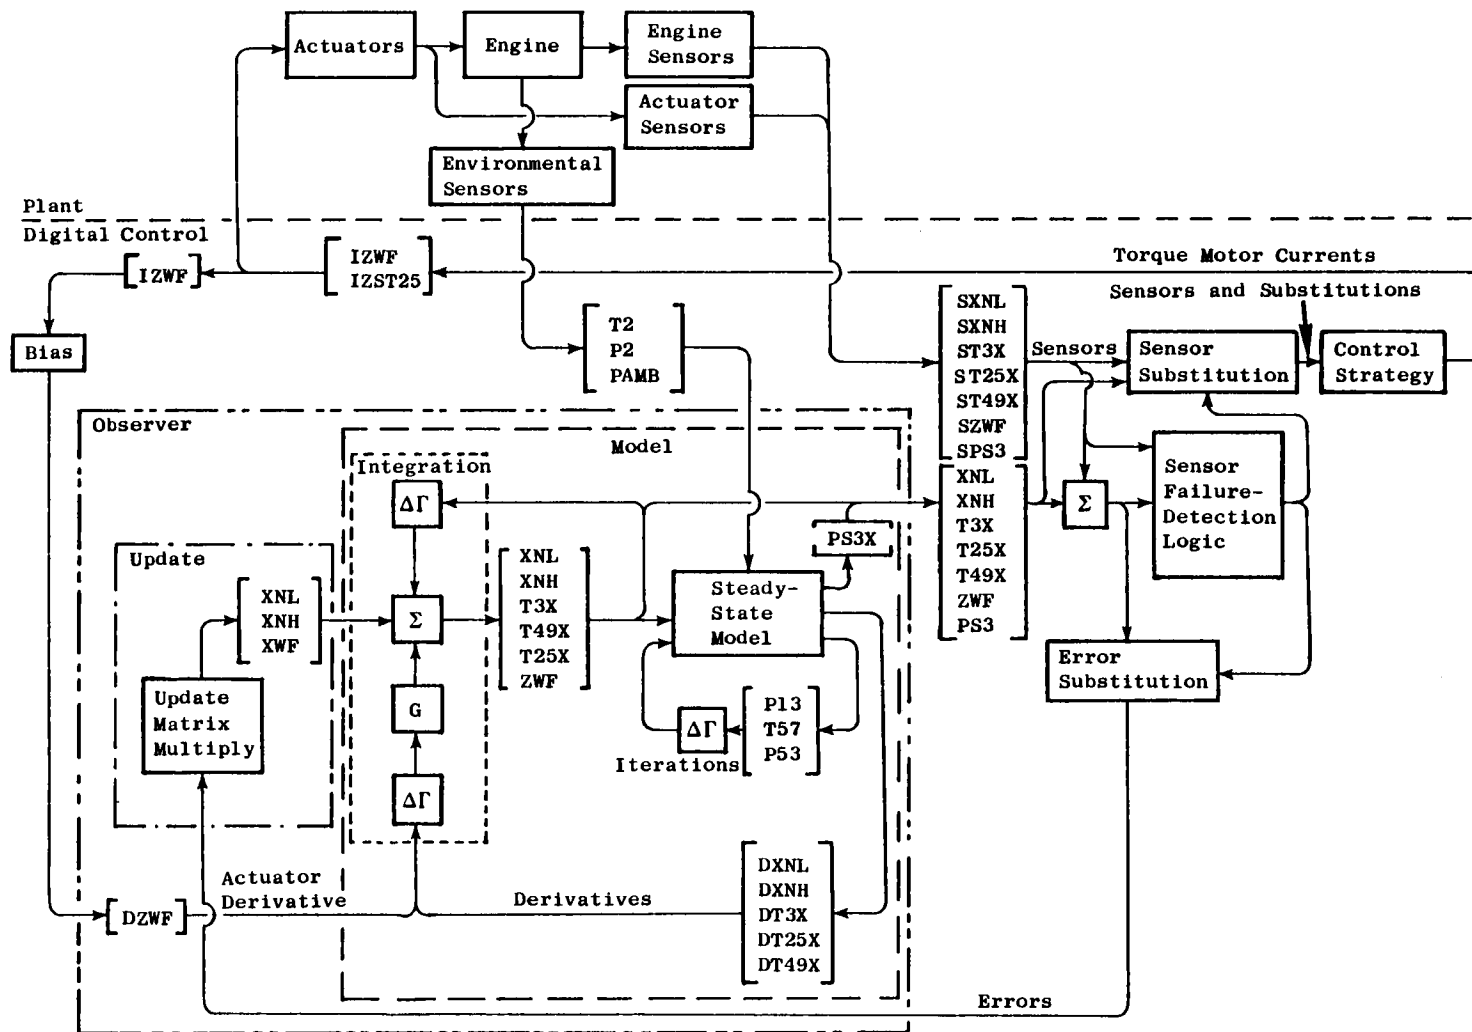 Actuators
Engine
Engine
Sensors
Actuator
Sensors
Environmental
Sensors
Plant
Digital Control
IZWF
IZWF
IZST25
Torque Motor Currents
Sensors and Substitutions
Bias
T2
P2
PAMB
SXNL
SXNH
ST3X
ST25X
ST49X
SZWF
SPS3
Sensors
Sensor
Substitution
Control
Strategy
Observer
Model
Integration
ΔΓ
XNL
XNH
T3X
T25X
T49X
ZWF
PS3
Σ
Sensor
Failure-
Detection
Logic
PS3X
Update
XNL
XNH
XWF
Σ
XNL
XNH
T3X
T49X
T25X
ZWF
Steady-
State
Model
Error
Substitution
Update
Matrix
Multiply
G
ΔΓ
P13
T57
P53
Iterations
ΔΓ
Actuator
Derivative
DZWF
Derivatives
DXNL
DXNH
DT3X
DT25X
DT49X
Errors